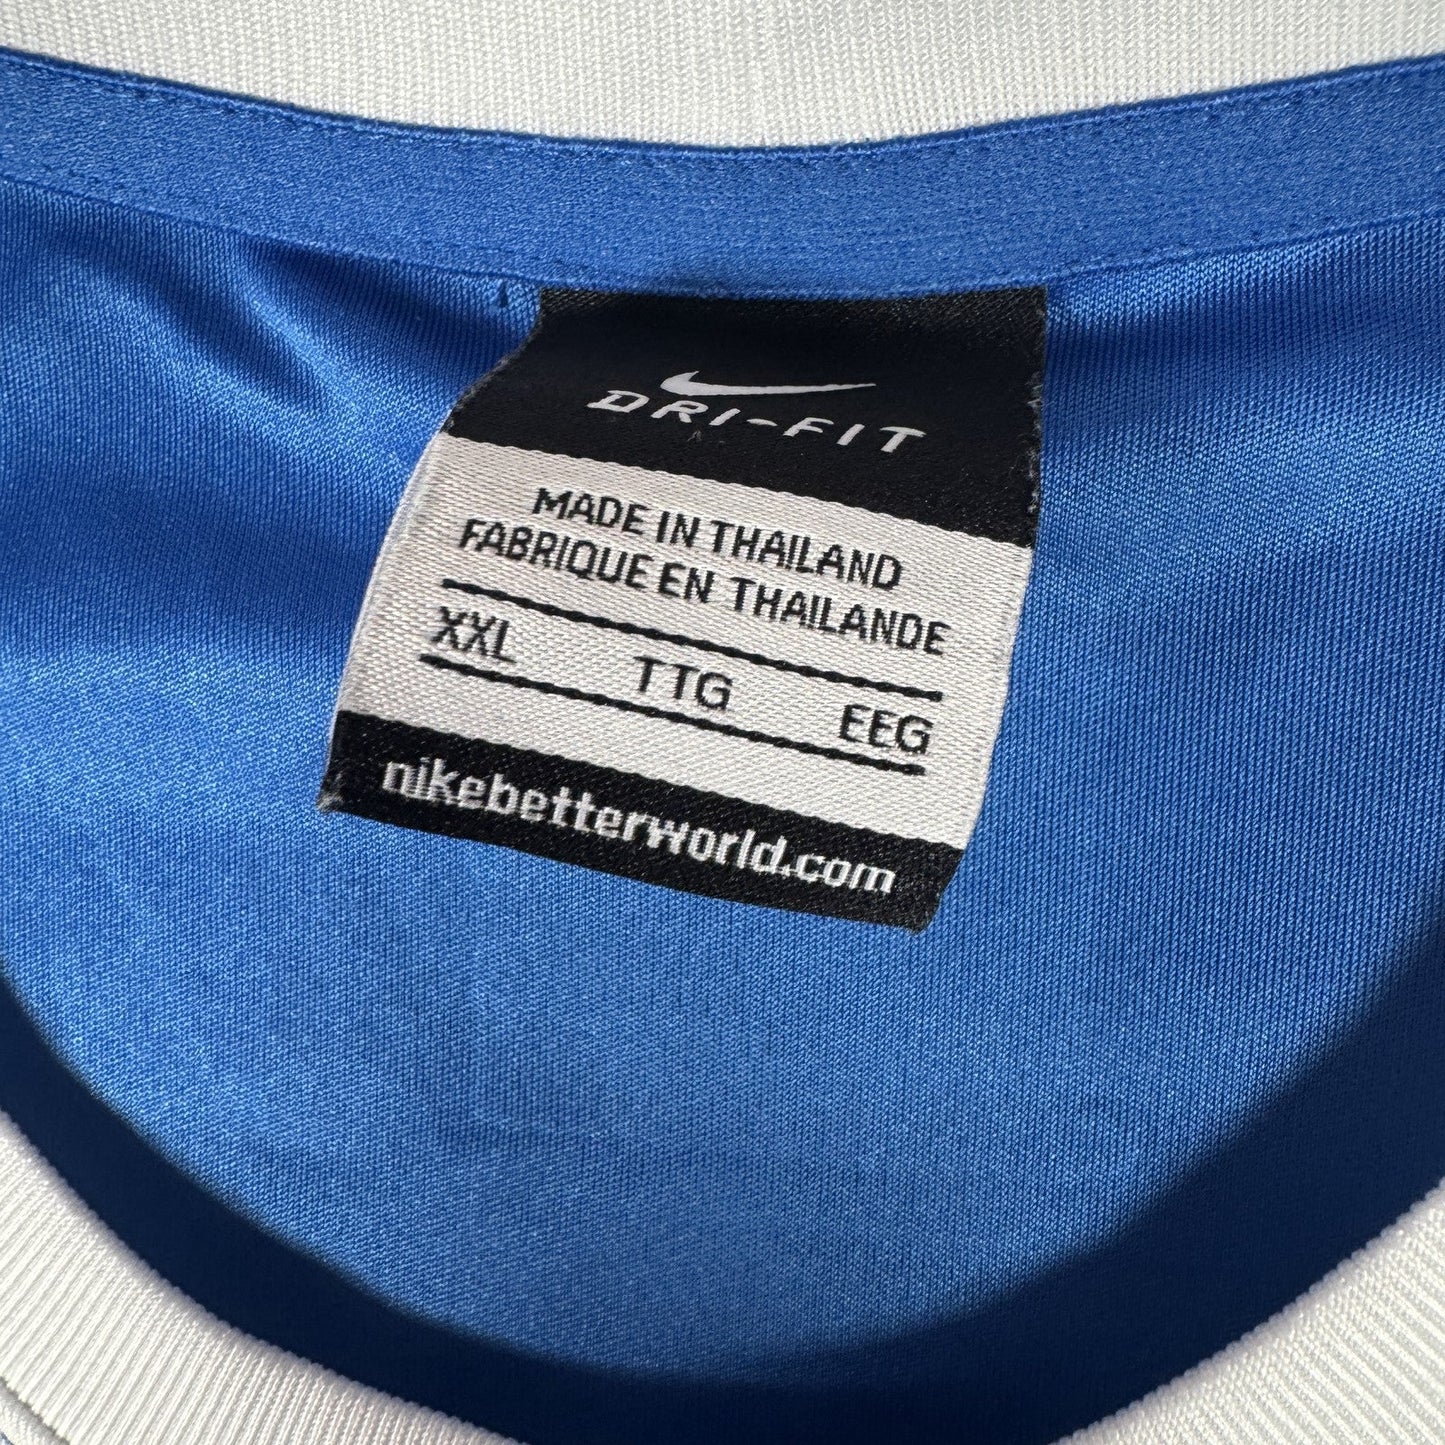 DRI-FIT
MADE IN THAILAND
FABRIQUE EN THAILANDE
XXL TTG EEG
nikebetterworld.com